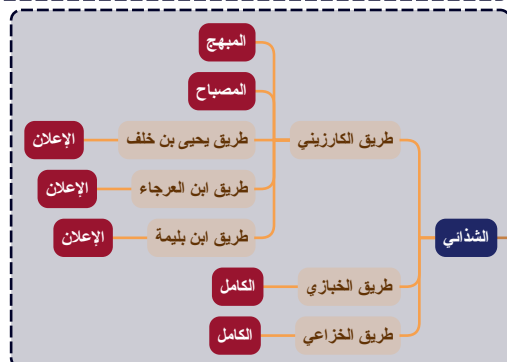 المبهج
المصباح
طريق الكارزيني
طريق يحيى بن خلف
الإعلان
طريق ابن العرجاء
الإعلان
طريق ابن بليمة
الإعلان
الشذائي
طريق الخبازي
الكامل
طريق الخزاعي
الكامل